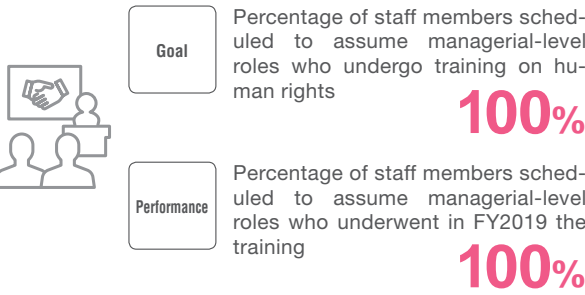 Goal
Percentage of staff members sched-
uled to assume managerial-level
roles who undergo training on hu-
man rights
100%
Performance
Percentage of staff members sched-
uled to assume managerial-level
roles who underwent in FY2019 the
training
100%